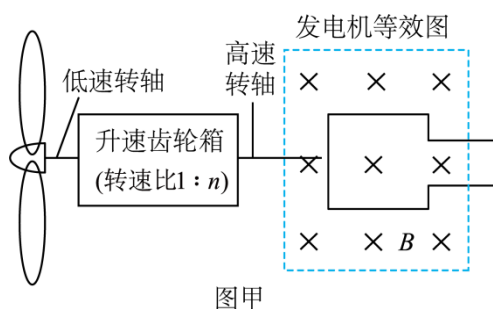 发电机等效图
高速
转轴
低速转轴
升速齿轮箱
(转速比1:n)
B
图甲